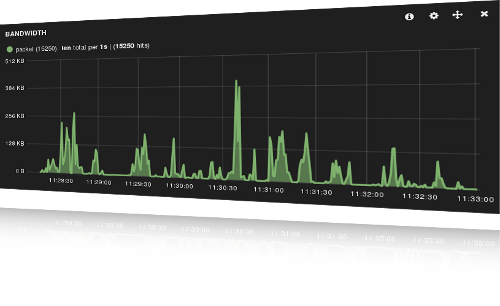 BANDWIDTH
packet (15250) len total per 1s | (15250 hits)
512 KB
384 KB
256 KB
128 KB
0 B
11:28:30 11:29:00 11:29:30 11:30:00 11:30:30 11:31:00 11:31:30 11:32:00 11:32:30 11:33:00